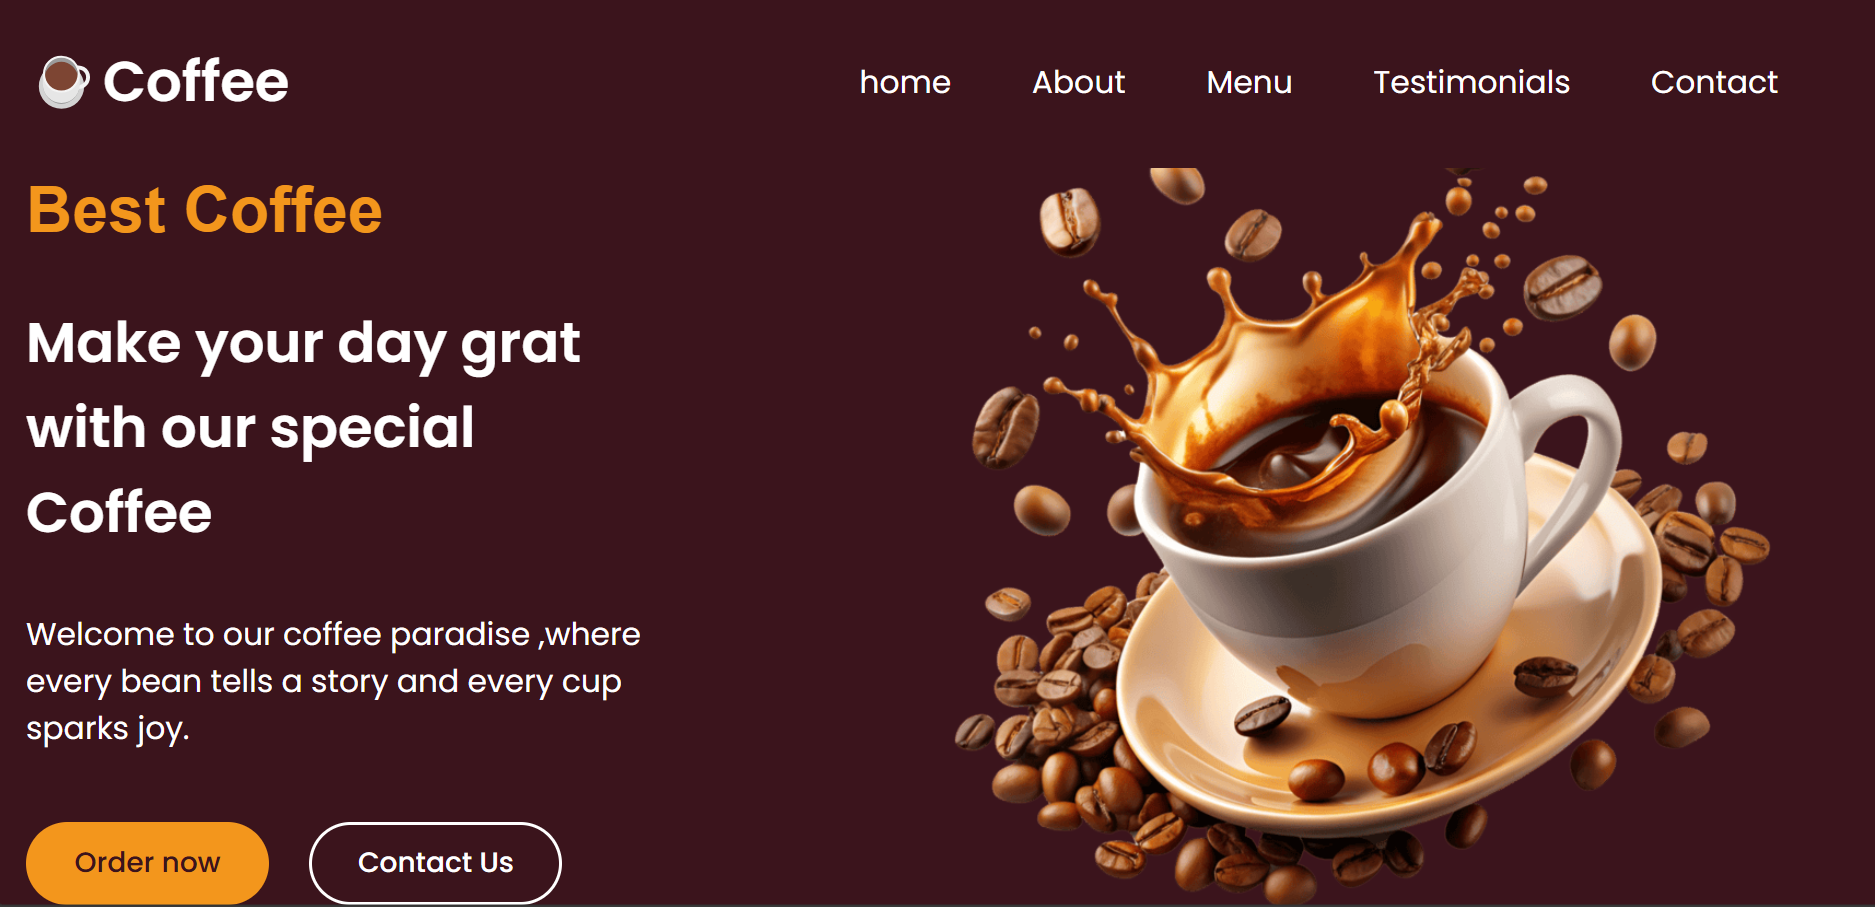 Coffee
home About Menu Testimonials Contact
Best Coffee
Make your day grat
with our special
Coffee
Welcome to our coffee paradise ,where
every bean tells a story and every cup
sparks joy.
Order now
Contact Us